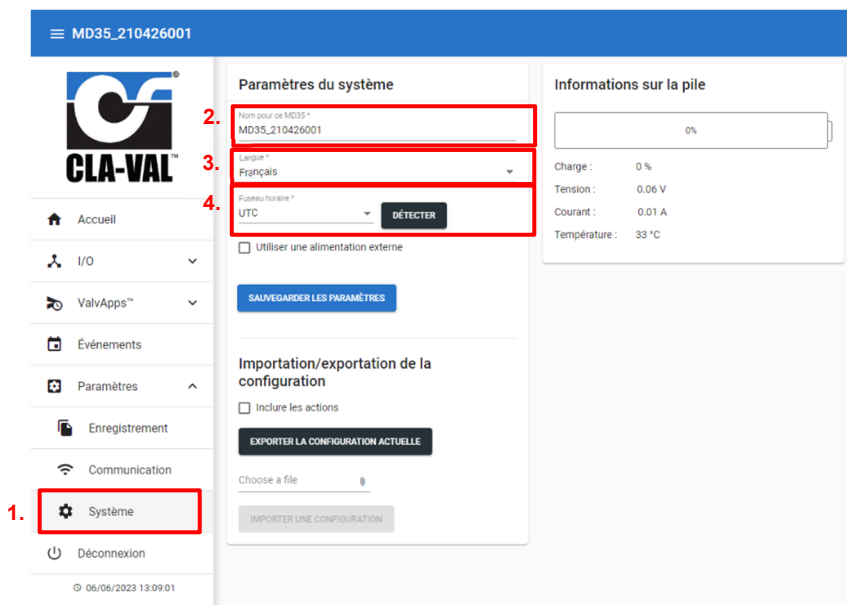 MD35_210426001
CLA-VAL™
Accueil
I/O
ValvApps™
Événements
Paramètres
Enregistrement
Communication
1.
Système
Déconnexion
06/06/2023 13:09:01
Paramètres du système
2.
Nom pour ce MD35 *
MD35_210426001
3.
Langue *
Français
4.
Fuseau horaire *
UTC
DÉTECTER
Utiliser une alimentation externe
SAUVEGARDER LES PARAMÈTRES
Importation/exportation de la
configuration
Inclure les actions
EXPORTER LA CONFIGURATION ACTUELLE
Choose a file
IMPORTER UNE CONFIGURATION
Informations sur la pile
0%
Charge : 0 %
Tension : 0.06 V
Courant : 0.01 A
Température : 33 °C